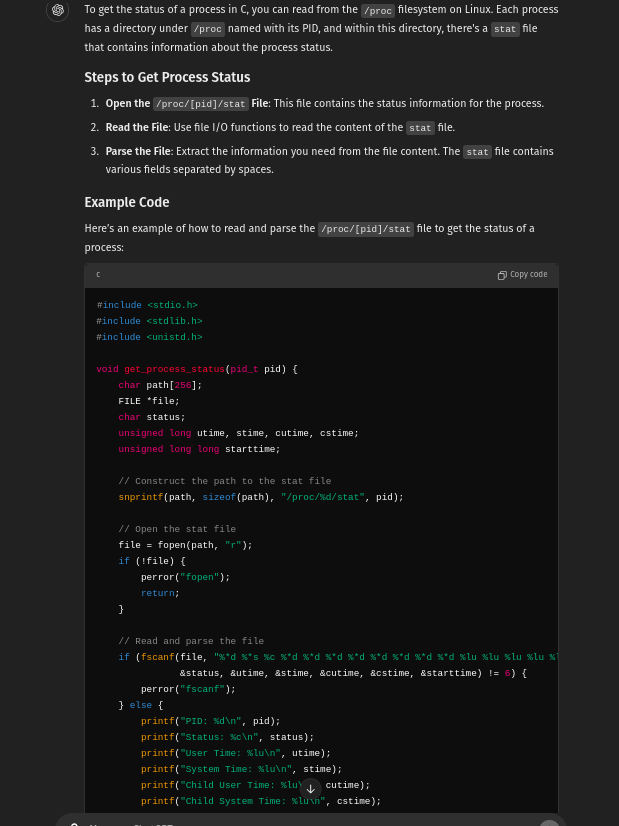 To get the status of a process in C, you can read from the /proc filesystem on Linux. Each process
has a directory under /proc named with its PID, and within this directory, there's a stat file
that contains information about the process status.
Steps to Get Process Status
1. Open the /proc/[pid]/stat File: This file contains the status information for the process.
2. Read the File: Use file I/O functions to read the content of the stat file.
3. Parse the File: Extract the information you need from the file content. The stat file contains
various fields separated by spaces.
Example Code
Here's an example of how to read and parse the /proc/[pid]/stat file to get the status of a
process:
c Copy code
#include <stdio.h>
#include <stdlib.h>
#include <unistd.h>
void get_process_status(pid_t pid) {
char path[256];
FILE *file;
char status;
unsigned long utime, stime, cutime, cstime;
unsigned long long starttime;
// Construct the path to the stat file
snprintf(path, sizeof(path), "/proc/%d/stat", pid);
// Open the stat file
file = fopen(path, "r");
if (!file) {
perror("fopen");
return;
}
// Read and parse the file
if (fscanf(file, "%*d %*s %c %*d %*d %*d %*d %*d %*d %*d %lu %lu %lu %lu
&status, &utime, &stime, &cutime, &cstime, &starttime) != 6) {
perror("fscanf");
} else {
printf("PID: %d\n", pid);
printf("Status: %c\n", status);
printf("User Time: %lu\n", utime);
printf("System Time: %lu\n", stime);
printf("Child User Time: %lu\n", cutime);
printf("Child System Time: %lu\n", cstime);